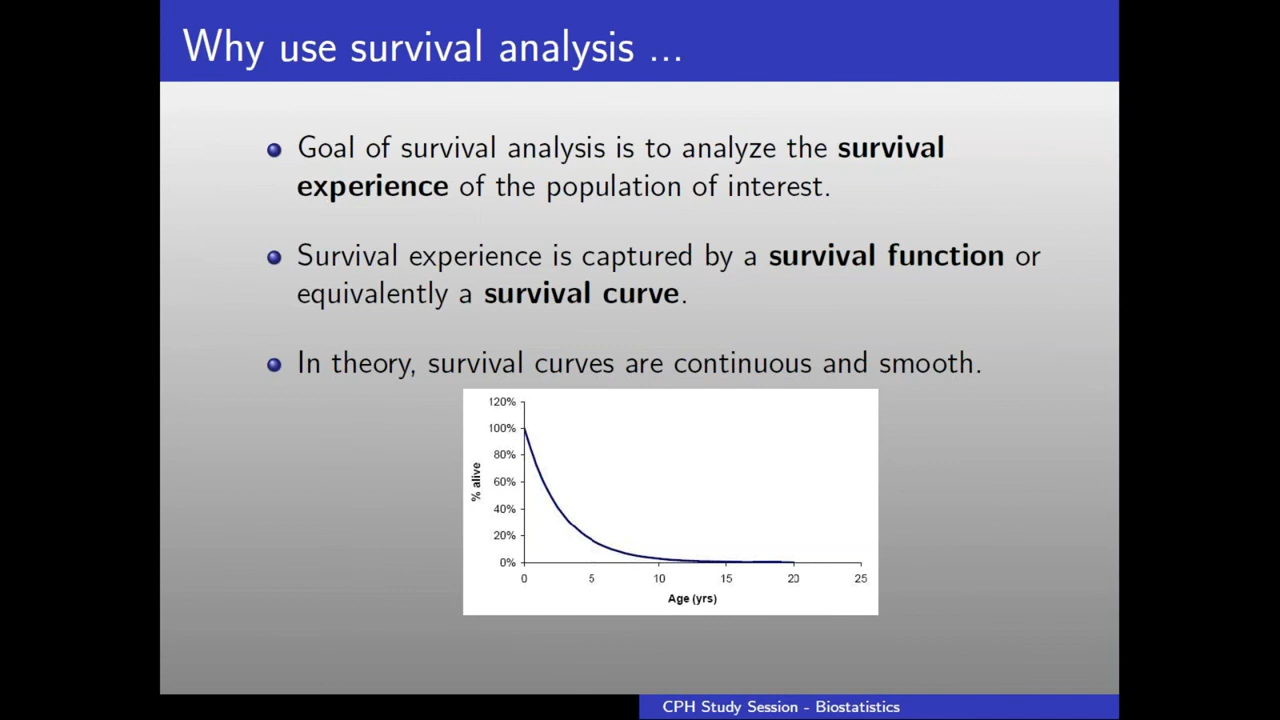 Why use survival analysis ...
Goal of survival analysis is to analyze the survival
experience of the population of interest.
Survival experience is captured by a survival function or
equivalently a survival curve.
In theory, survival curves are continuous and smooth.
120%
100%
80%
60%
40%
20%
0%
% alive
0 5 10 15 20 25
Age (yrs)
CPH Study Session - Biostatistics